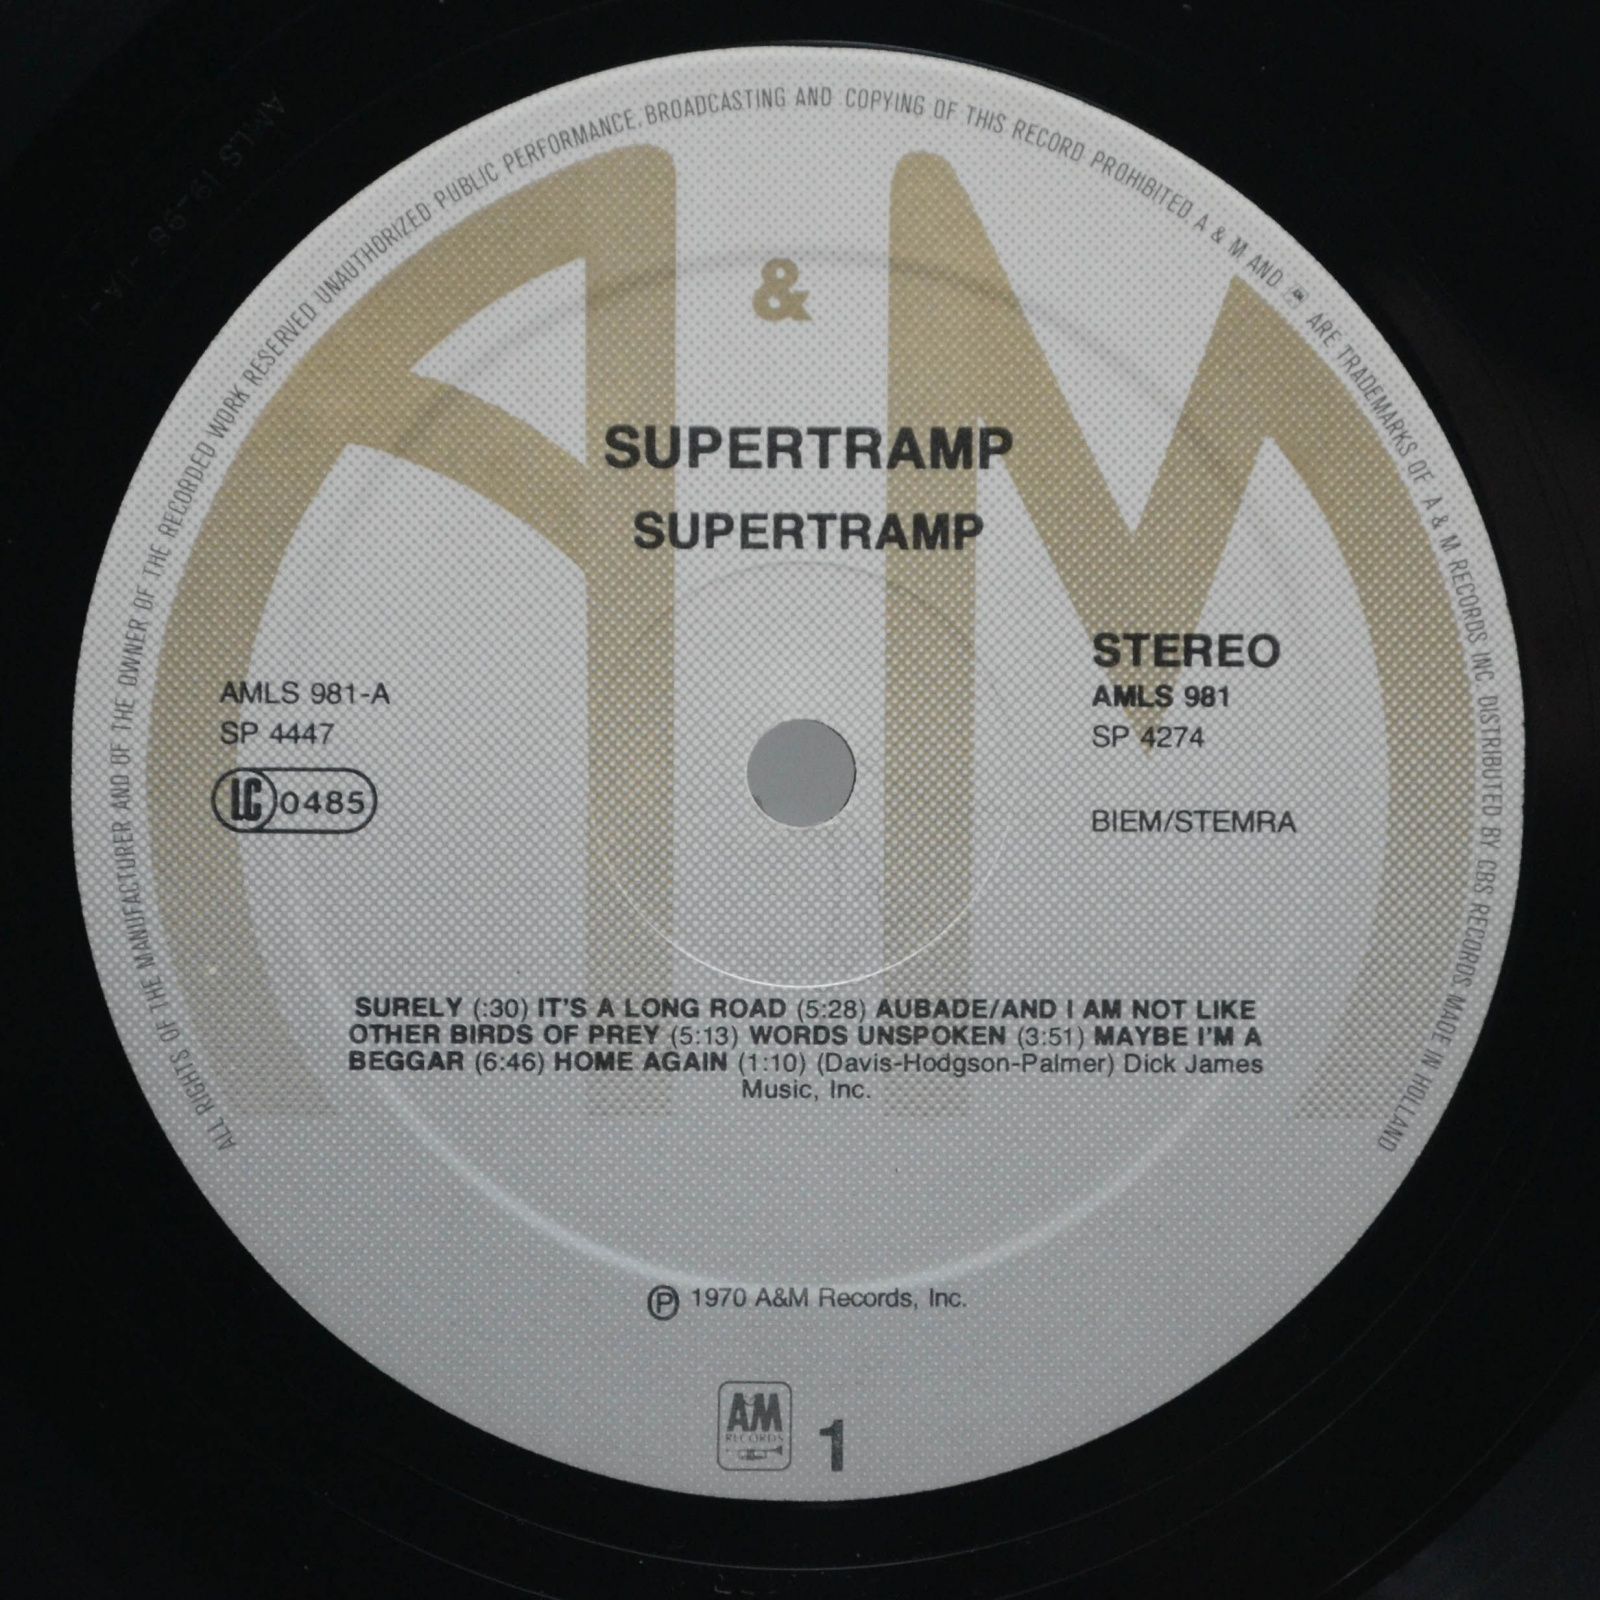 ALL RIGHTS OF THE MANUFACTURER AND OF THE OWNER OF THE RECORDED WORK RESERVED UNAUTHORIZED PUBLIC PERFORMANCE, BROADCASTING AND COPYING OF THIS RECORD PROHIBITED A & M AND ARE TRADEMARKS OF A & M RECORDS INC. DISTRIBUTED BY CBS RECORDS MADE IN HOLLAND
A & M
SUPERTRAMP
SUPERTRAMP
AMLS 981-A
SP 4447
LC 0485
STEREO
AMLS 981
SP 4274
BIEM/STEMRA
SURELY (:30) IT'S A LONG ROAD (5:28) AUBADE/AND I AM NOT LIKE
OTHER BIRDS OF PREY (5:13) WORDS UNSPOKEN (3:51) MAYBE I'M A
BEGGAR (6:46) HOME AGAIN (1:10) (Davis-Hodgson-Palmer) Dick James
Music, Inc.
℗ 1970 A&M Records, Inc.
AM
RECORDS
1